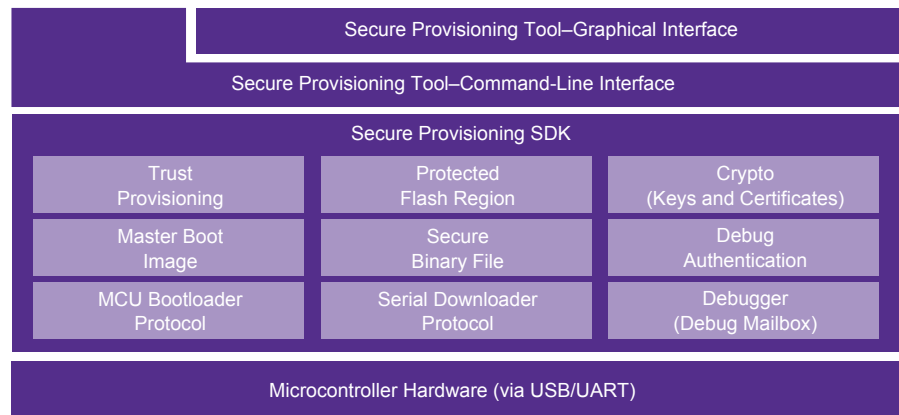 Secure Provisioning Tool–Graphical Interface
Secure Provisioning Tool–Command-Line Interface
Secure Provisioning SDK
Trust
Provisioning
Protected
Flash Region
Crypto
(Keys and Certificates)
Master Boot
Image
Secure
Binary File
Debug
Authentication
MCU Bootloader
Protocol
Serial Downloader
Protocol
Debugger
(Debug Mailbox)
Microcontroller Hardware (via USB/UART)